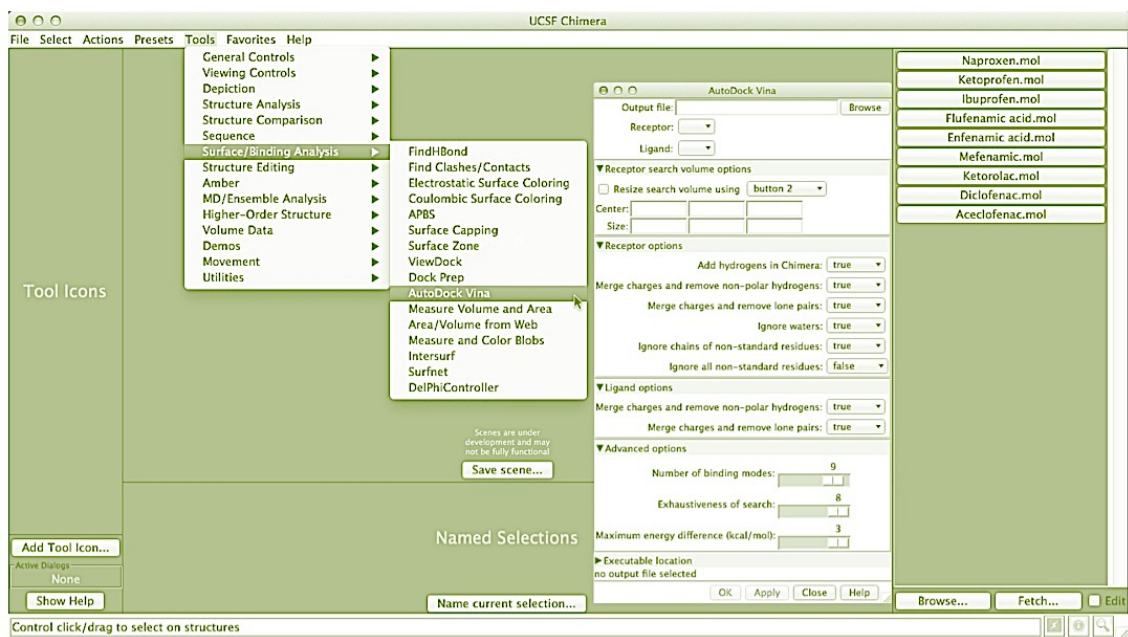 UCSF Chimera
File Select Actions Presets Tools Favorites Help
General Controls
Viewing Controls
Depiction
Structure Analysis
Structure Comparison
Sequence
Surface/Binding Analysis
Structure Editing
Amber
MD/Ensemble Analysis
Higher-Order Structure
Volume Data
Demos
Movement
Utilities
FindHBond
Find Clashes/Contacts
Electrostatic Surface Coloring
Coulombic Surface Coloring
APBS
Surface Capping
Surface Zone
ViewDock
Dock Prep
AutoDock Vina
Measure Volume and Area
Area/Volume from Web
Measure and Color Blobs
Intersurf
Surfnet
DelPhiController
Tool Icons
Scenes are under
development and may
not be fully functional
Save scene...
Named Selections
Add Tool Icon...
Active Dialogs
None
Show Help
Name current selection...
AutoDock Vina
Output file: Browse
Receptor:
Ligand:
Receptor search volume options
Resize search volume using button 2
Center:
Size:
Receptor options
Add hydrogens in Chimera: true
Merge charges and remove non-polar hydrogens: true
Merge charges and remove lone pairs: true
Ignore waters: true
Ignore chains of non-standard residues: true
Ignore all non-standard residues: false
Ligand options
Merge charges and remove non-polar hydrogens: true
Merge charges and remove lone pairs: true
Advanced options
Number of binding modes: 9
Exhaustiveness of search: 8
Maximum energy difference (kcal/mol): 3
Executable location
no output file selected
OK Apply Close Help
Naproxen.mol
Ketoprofen.mol
Ibuprofen.mol
Flufenamic acid.mol
Enfenamic acid.mol
Mefenamic.mol
Ketorolac.mol
Diclofenac.mol
Aceclofenac.mol
Browse... Fetch... Edit
Control click/drag to select on structures